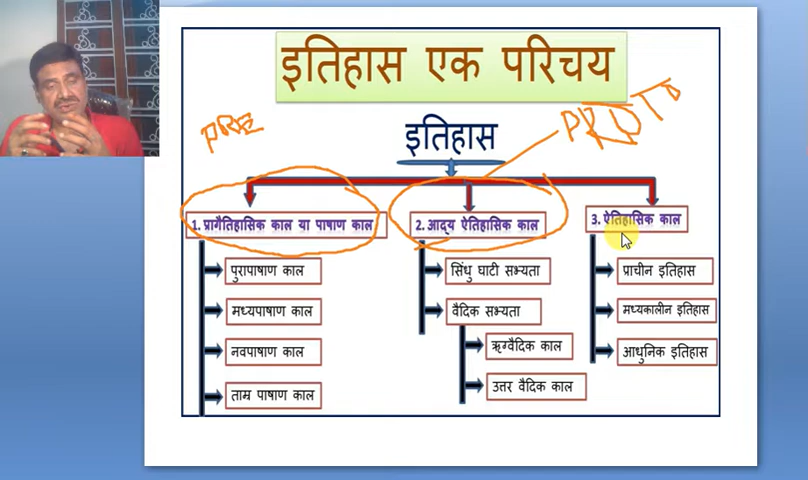 इतिहास एक परिचय
PRE
इतिहास
PROTO
1. प्रागैतिहासिक काल या पाषाण काल
2. आद्य ऐतिहासिक काल
3. ऐतिहासिक काल
पुरापाषाण काल
मध्यपाषाण काल
नवपाषाण काल
ताम्र पाषाण काल
सिंधु घाटी सभ्यता
वैदिक सभ्यता
ऋग्वैदिक काल
उत्तर वैदिक काल
प्राचीन इतिहास
मध्यकालीन इतिहास
आधुनिक इतिहास